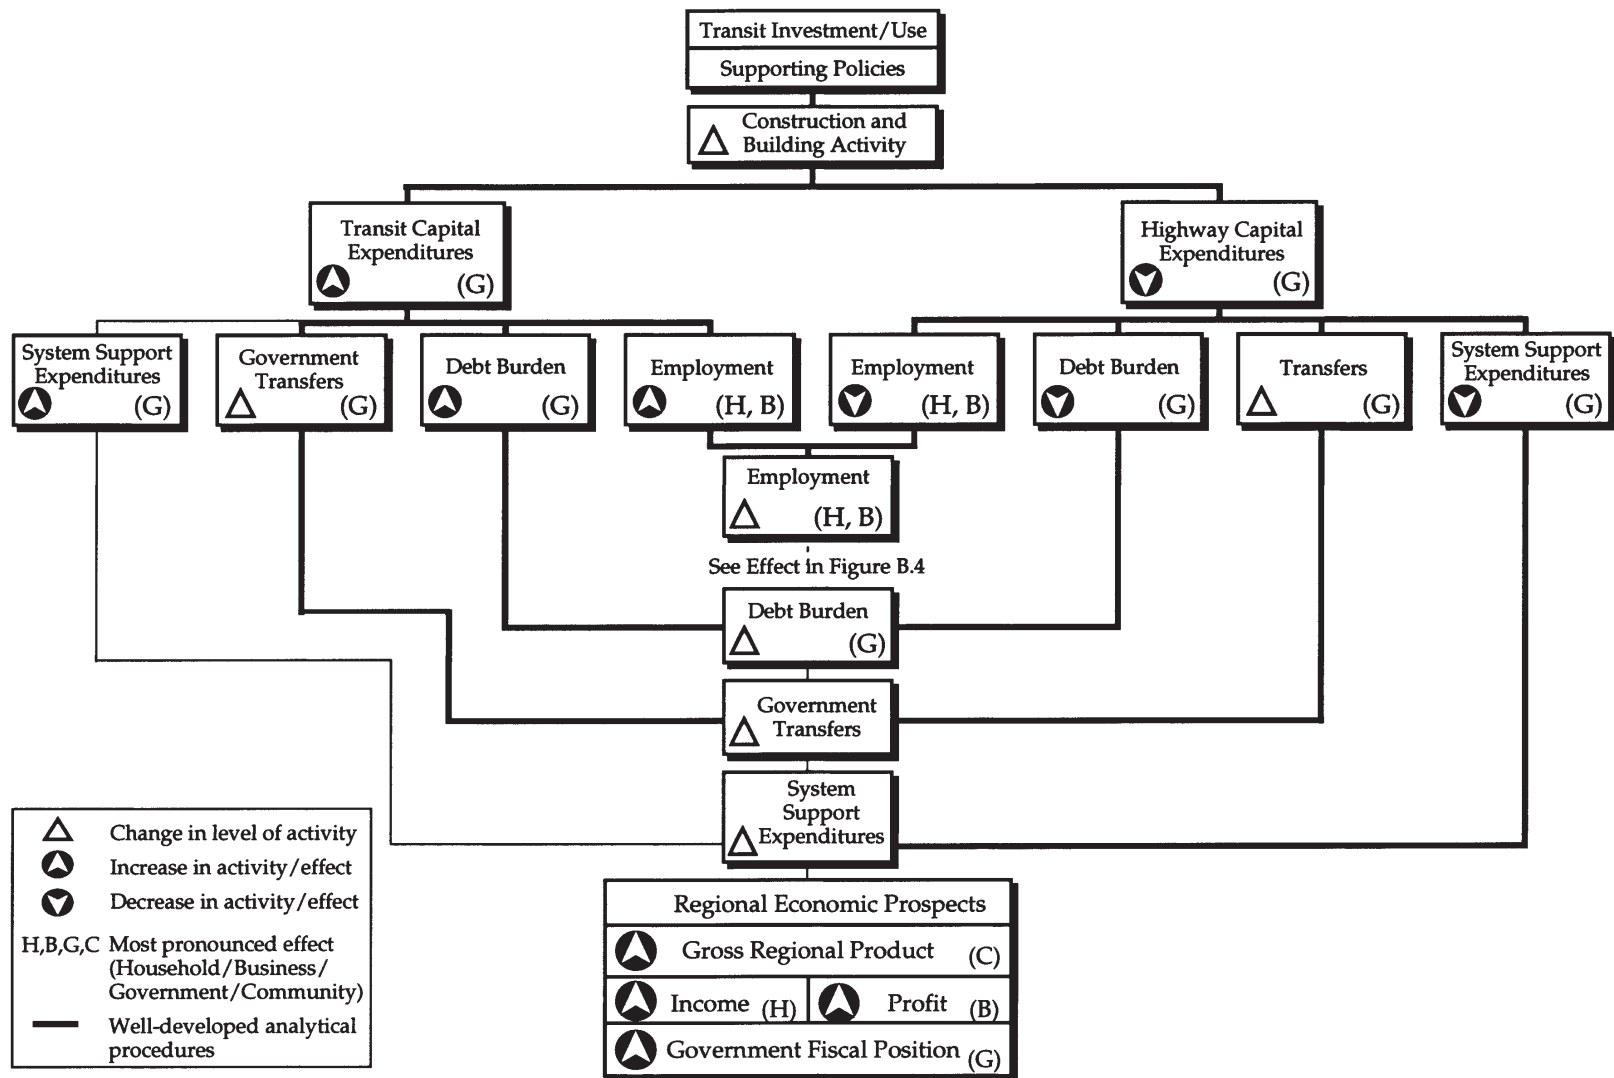 Transit Investment/Use
Supporting Policies
Construction and
Building Activity
Transit Capital
Expenditures
(G)
Highway Capital
Expenditures
(G)
System Support
Expenditures
(G)
Government
Transfers
(G)
Debt Burden
(G)
Employment
(H, B)
Employment
(H, B)
Debt Burden
(G)
Transfers
(G)
System Support
Expenditures
(G)
Employment
(H, B)
See Effect in Figure B.4
Debt Burden
(G)
Government
Transfers
System
Support
Expenditures
Regional Economic Prospects
Gross Regional Product (C)
Income (H)
Profit (B)
Government Fiscal Position (G)
Change in level of activity
Increase in activity/effect
Decrease in activity/effect
H,B,G,C Most pronounced effect
(Household/Business/
Government/Community)
Well-developed analytical
procedures